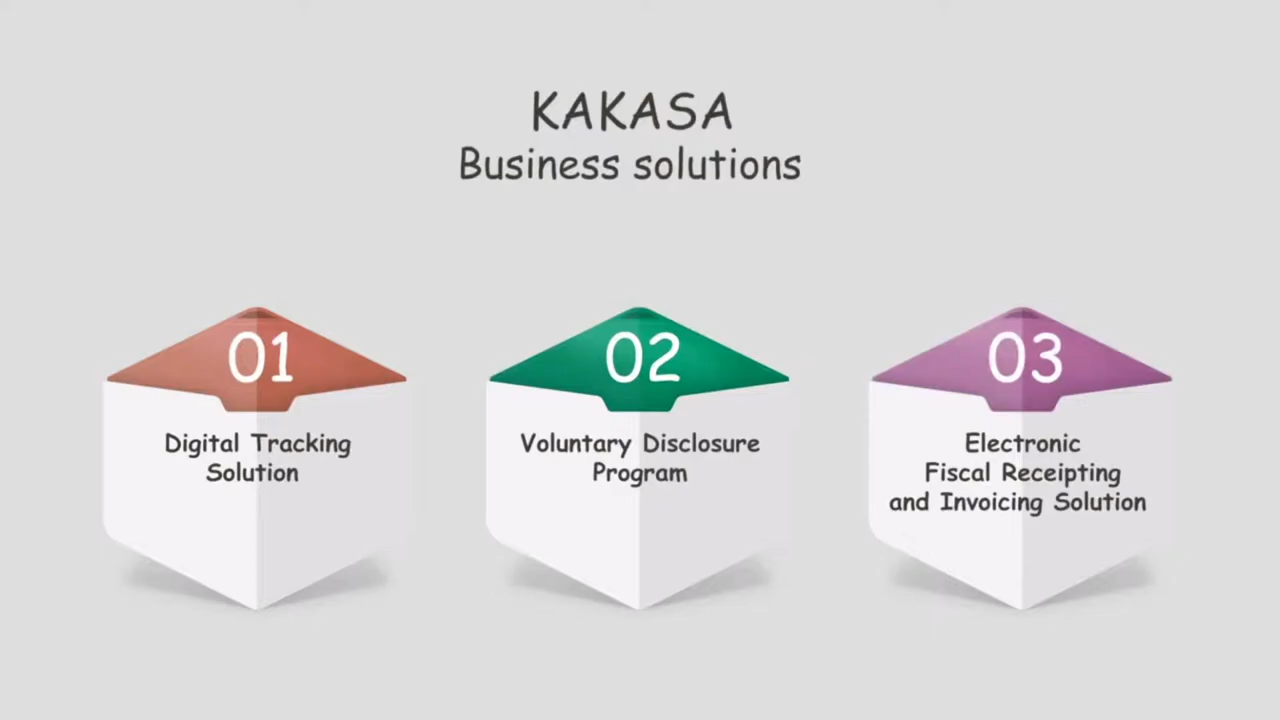 KAKASA
Business solutions
01
Digital Tracking
Solution
02
Voluntary Disclosure
Program
03
Electronic
Fiscal Receipting
and Invoicing Solution